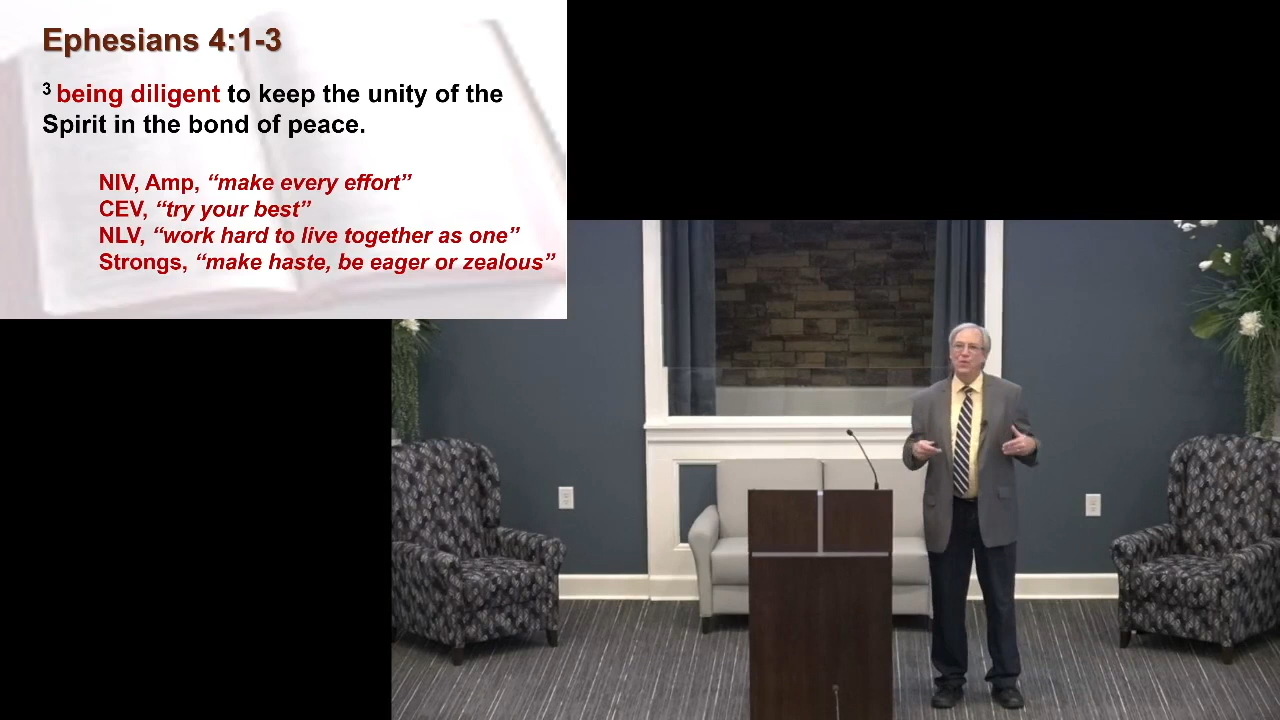 Ephesians 4:1-3
3 being diligent to keep the unity of the
Spirit in the bond of peace.
NIV, Amp, “make every effort”
CEV, “try your best”
NLV, “work hard to live together as one”
Strongs, “make haste, be eager or zealous”